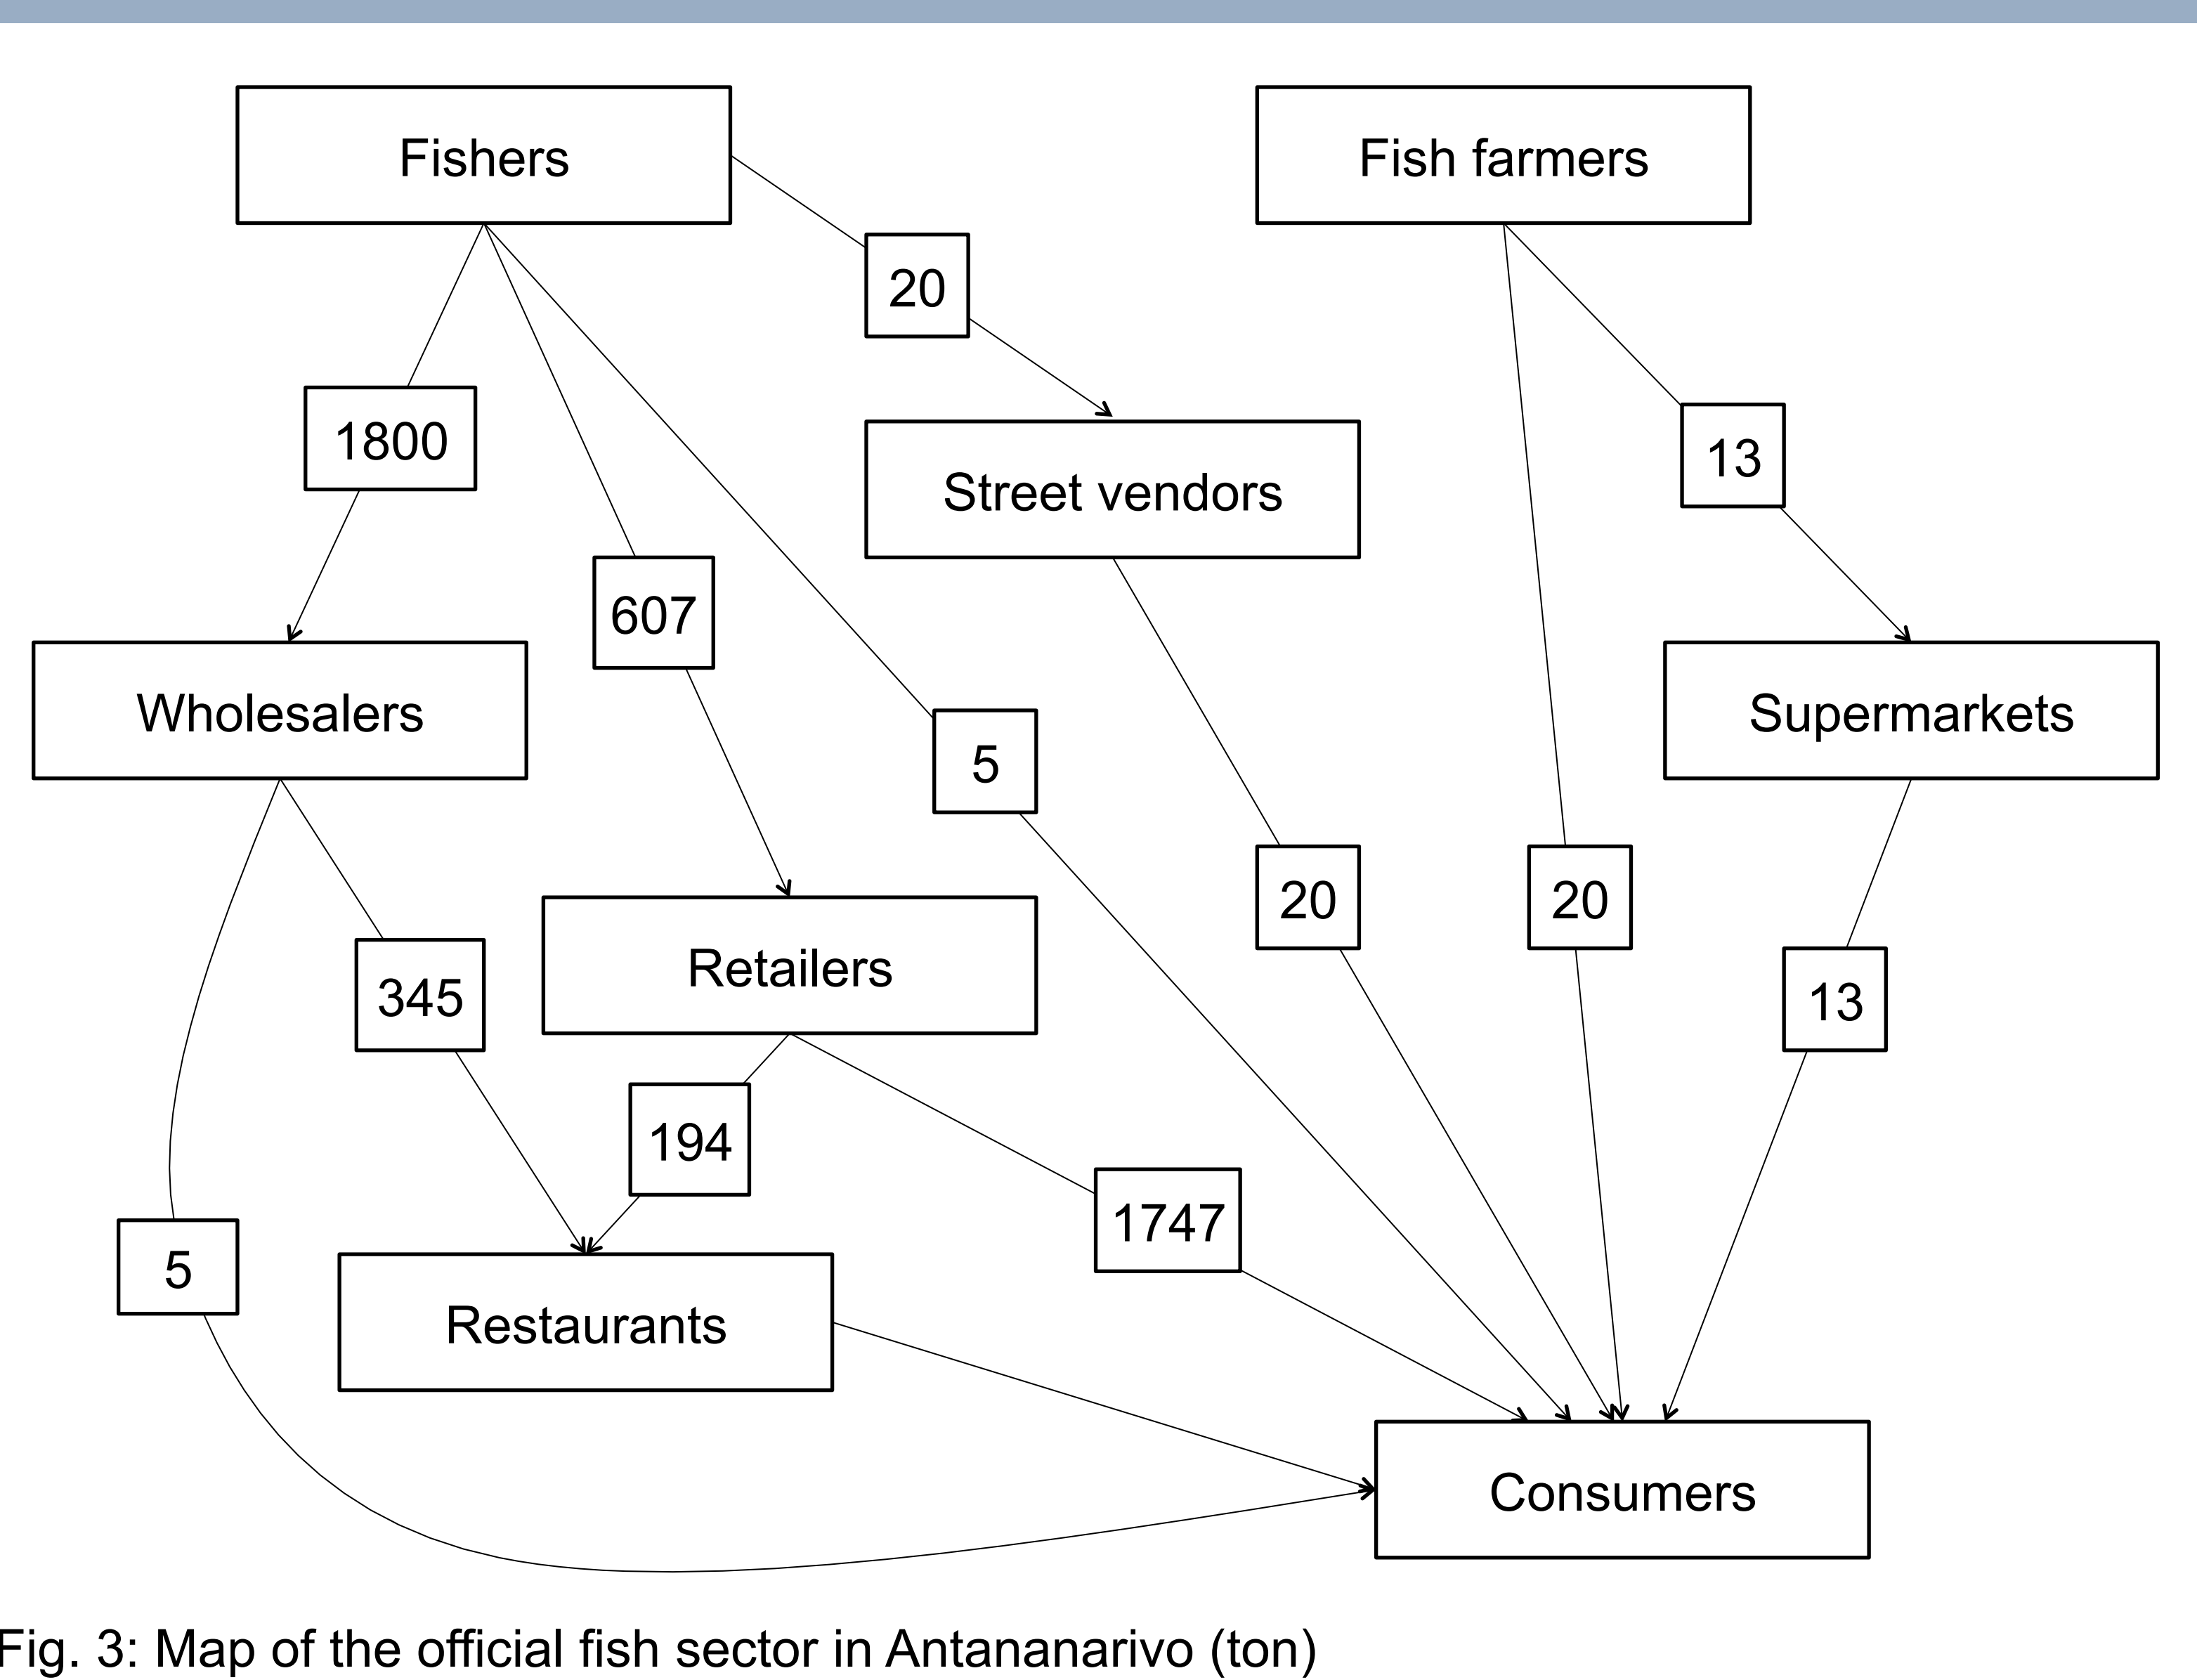 Fishers
Fish farmers
20
1800
13
Street vendors
607
Wholesalers
Supermarkets
5
20
20
Retailers
345
13
194
1747
5
Restaurants
Consumers
Fig. 3: Map of the official fish sector in Antananarivo (ton)